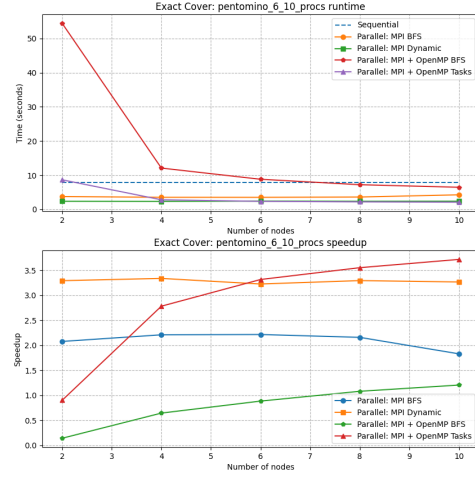 Exact Cover: pentomino_6_10_procs runtime
Sequential
Parallel: MPI BFS
Parallel: MPI Dynamic
Parallel: MPI + OpenMP BFS
Parallel: MPI + OpenMP Tasks
Time (seconds)
50
40
30
20
10
0
2 3 4 5 6 7 8 9 10
Number of nodes
Exact Cover: pentomino_6_10_procs speedup
Speedup
3.5
3.0
2.5
2.0
1.5
1.0
0.5
0.0
Parallel: MPI BFS
Parallel: MPI Dynamic
Parallel: MPI + OpenMP BFS
Parallel: MPI + OpenMP Tasks
2 3 4 5 6 7 8 9 10
Number of nodes